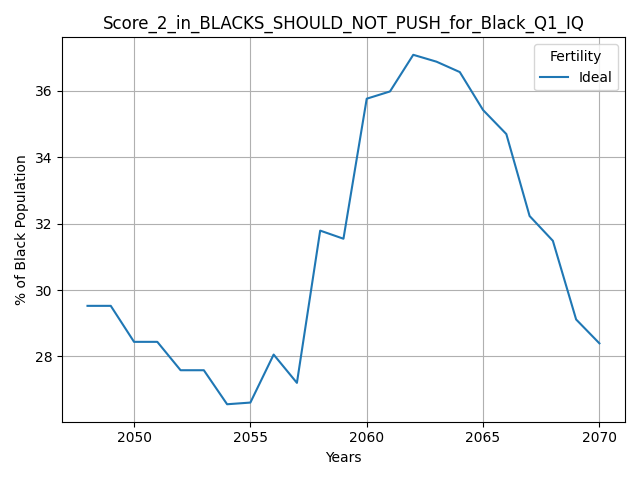 Score_2_in_BLACKS_SHOULD_NOT_PUSH_for_Black_Q1_IQ
Fertility
Ideal
% of Black Population
36
34
32
30
28
2050
2055
2060
2065
2070
Years